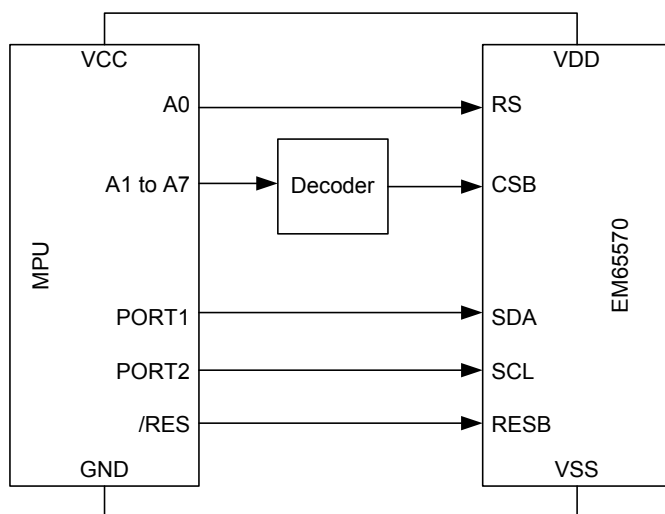 VCC
VDD
A0
RS
A1 to A7
Decoder
CSB
MPU
EM65570
PORT1
SDA
PORT2
SCL
/RES
RESB
GND
VSS